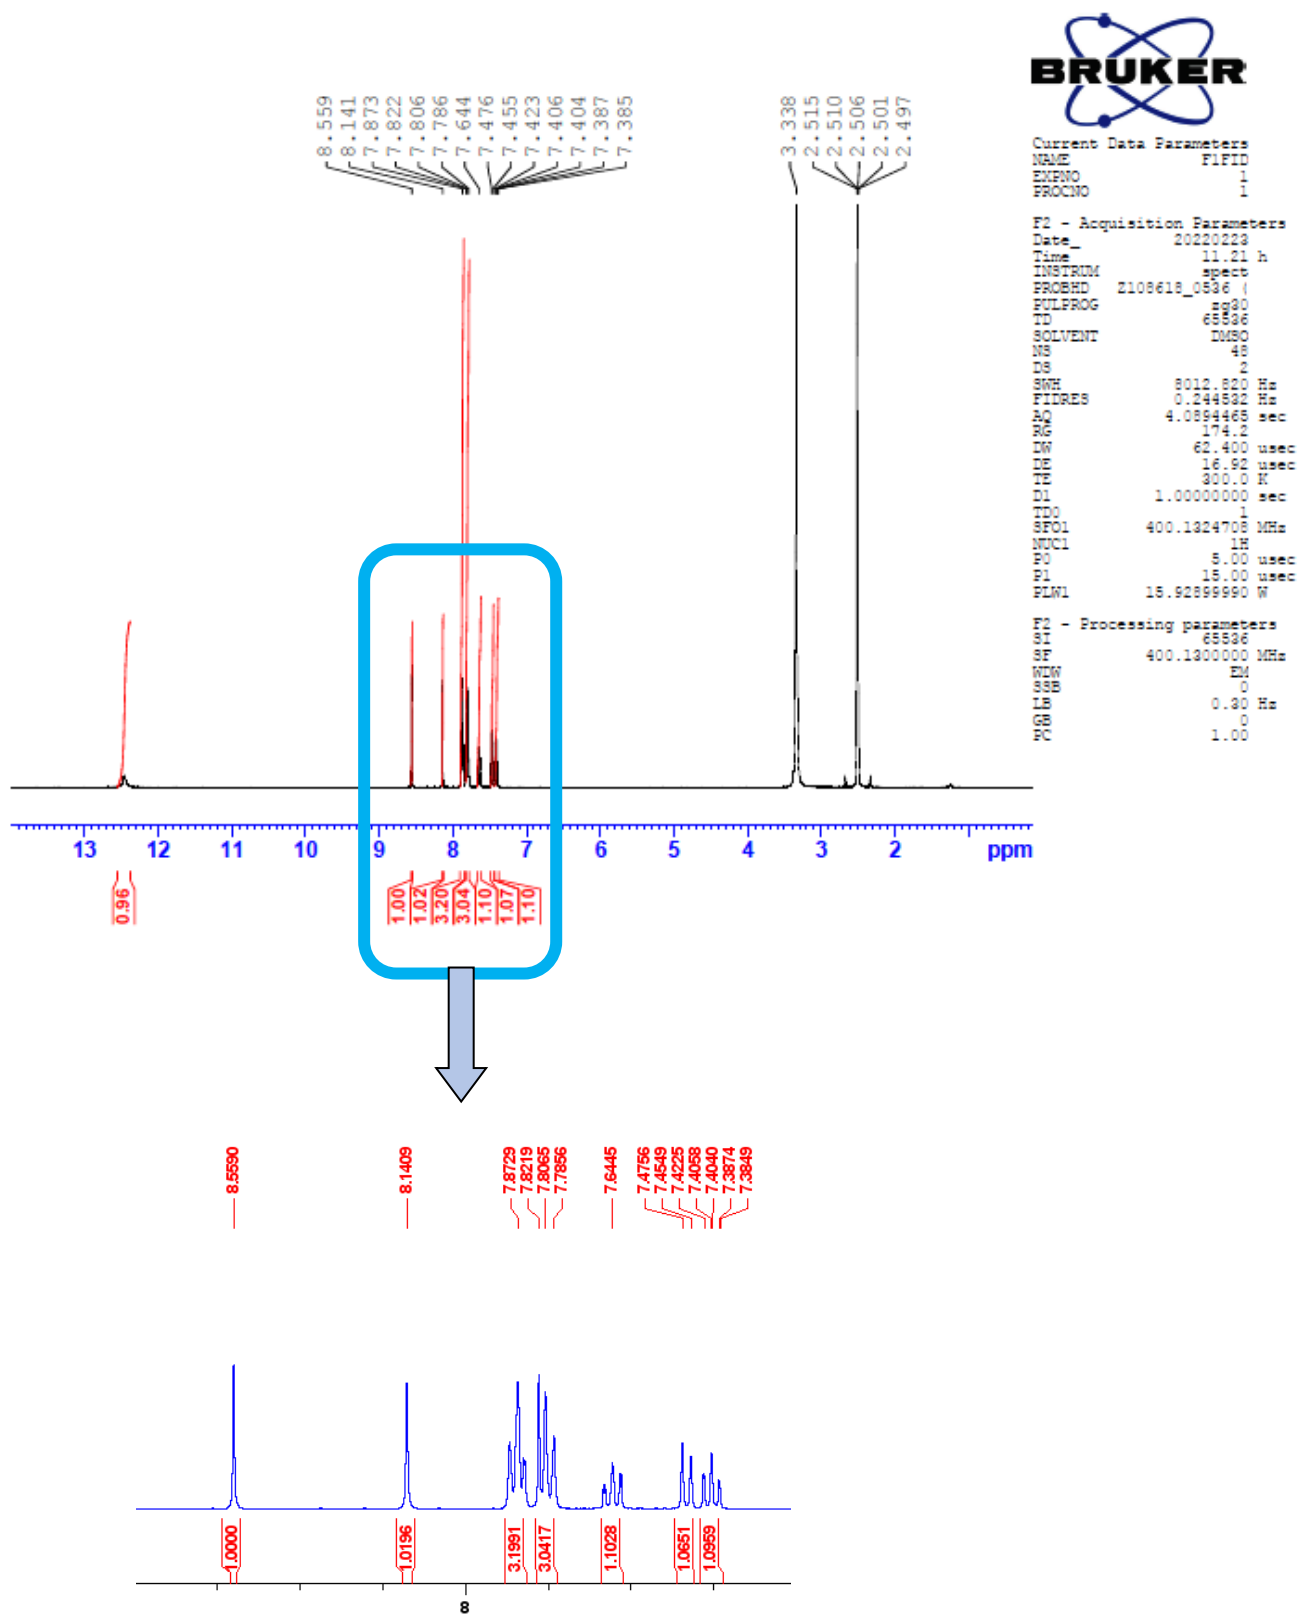 BRUKER
8.559
8.141
7.873
7.822
7.806
7.786
7.644
7.476
7.455
7.423
7.406
7.404
7.387
7.385
3.338
2.515
2.510
2.506
2.501
2.497
Current Data Parameters
NAME F1FID
EXPNO 1
PROCNO 1
F2 - Acquisition Parameters
Date_ 20220223
Time 11.21 h
INSTRUM spect
PROBHD Z108618_0536 (
PULPROG zg30
TD 65536
SOLVENT DMSO
NS 48
DS 2
SWH 8012.820 Hz
FIDRES 0.244532 Hz
AQ 4.0894465 sec
RG 174.2
DW 62.400 usec
DE 16.92 usec
TE 300.0 K
D1 1.00000000 sec
TD0 1
SFO1 400.1324708 MHz
NUC1 1H
P0 5.00 usec
P1 15.00 usec
PLW1 15.92899990 W
F2 - Processing parameters
SI 65536
SF 400.1300000 MHz
WDW EM
SSB 0
LB 0.30 Hz
GB 0
PC 1.00
13 12 11 10 9 8 7 6 5 4 3 2 ppm
0.96
1.00
1.02
3.20
3.04
1.10
1.07
1.10
8.5590
8.1409
7.8729
7.8219
7.8065
7.7856
7.6445
7.4756
7.4549
7.4225
7.4058
7.4040
7.3874
7.3849
1.0000
1.0196
3.1991
3.0417
1.1028
1.0651
1.0959
8